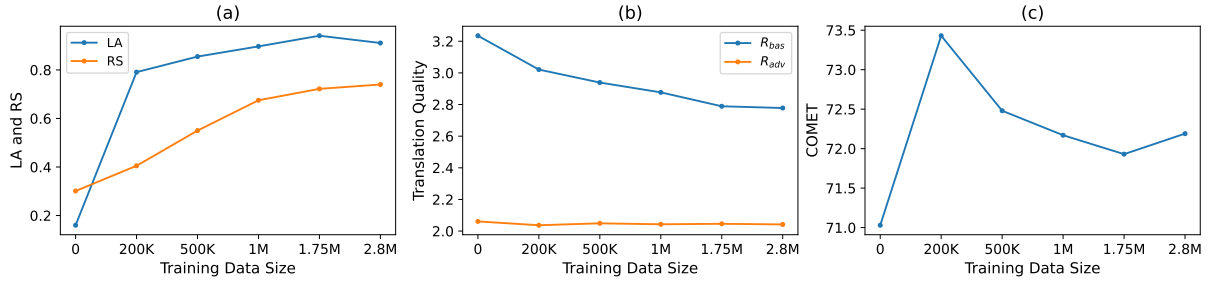 (a)
LA
RS
0.8
0.6
0.4
0.2
LA and RS
0
200K
500K
1M
1.75M
2.8M
Training Data Size
(b)
R_bas
R_adv
3.2
3.0
2.8
2.6
2.4
2.2
2.0
Translation Quality
0
200K
500K
1M
1.75M
2.8M
Training Data Size
(c)
73.5
73.0
72.5
72.0
71.5
71.0
COMET
0
200K
500K
1M
1.75M
2.8M
Training Data Size